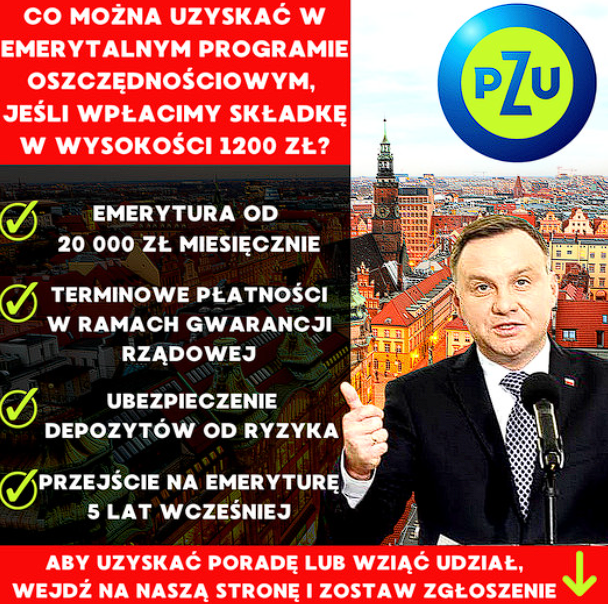 CO MOŻNA UZYSKAĆ W
EMERYTALNYM PROGRAMIE
OSZCZĘDNOŚCIOWYM,
JEŚLI WPŁACIMY SKŁADKĘ
W WYSOKOŚCI 1200 ZŁ?
PZU
EMERYTURA OD
20 000 ZŁ MIESIĘCZNIE
TERMINOWE PŁATNOŚCI
W RAMACH GWARANCJI
RZĄDOWEJ
UBEZPIECZENIE
DEPOZYTÓW OD RYZYKA
PRZEJŚCIE NA EMERYTURĘ
5 LAT WCZEŚNIEJ
ABY UZYSKAĆ PORADĘ LUB WZIĄĆ UDZIAŁ,
WEJDŹ NA NASZĄ STRONĘ I ZOSTAW ZGŁOSZENIE